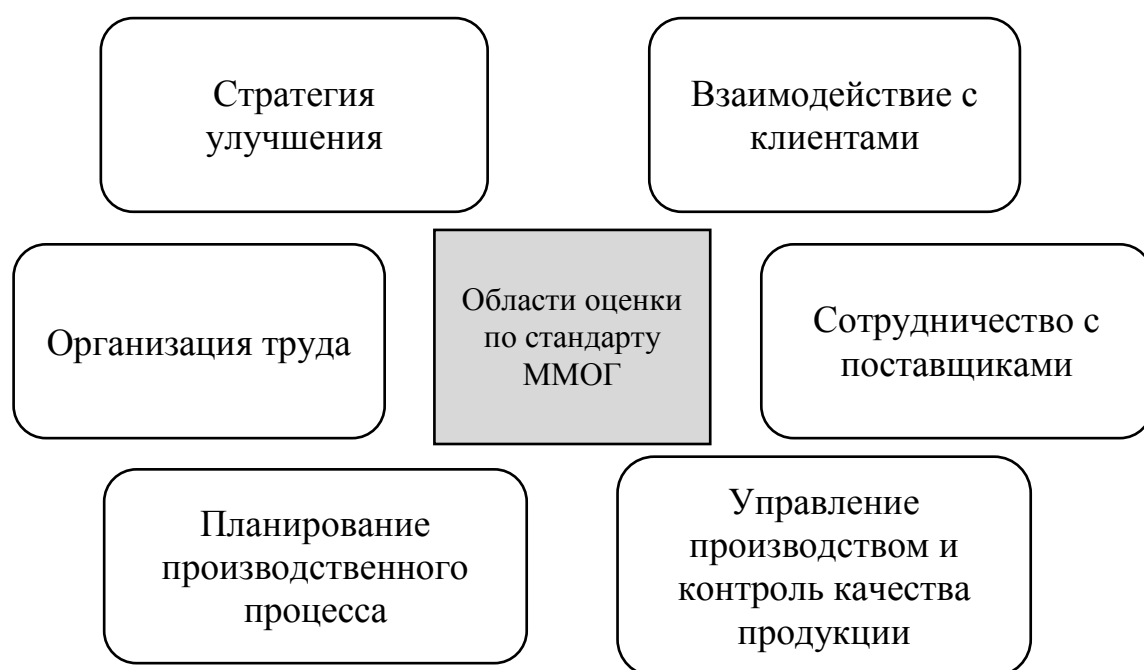 Стратегия
улучшения
Взаимодействие с
клиентами
Организация труда
Области оценки
по стандарту
ММОГ
Сотрудничество с
поставщиками
Планирование
производственного
процесса
Управление
производством и
контроль качества
продукции